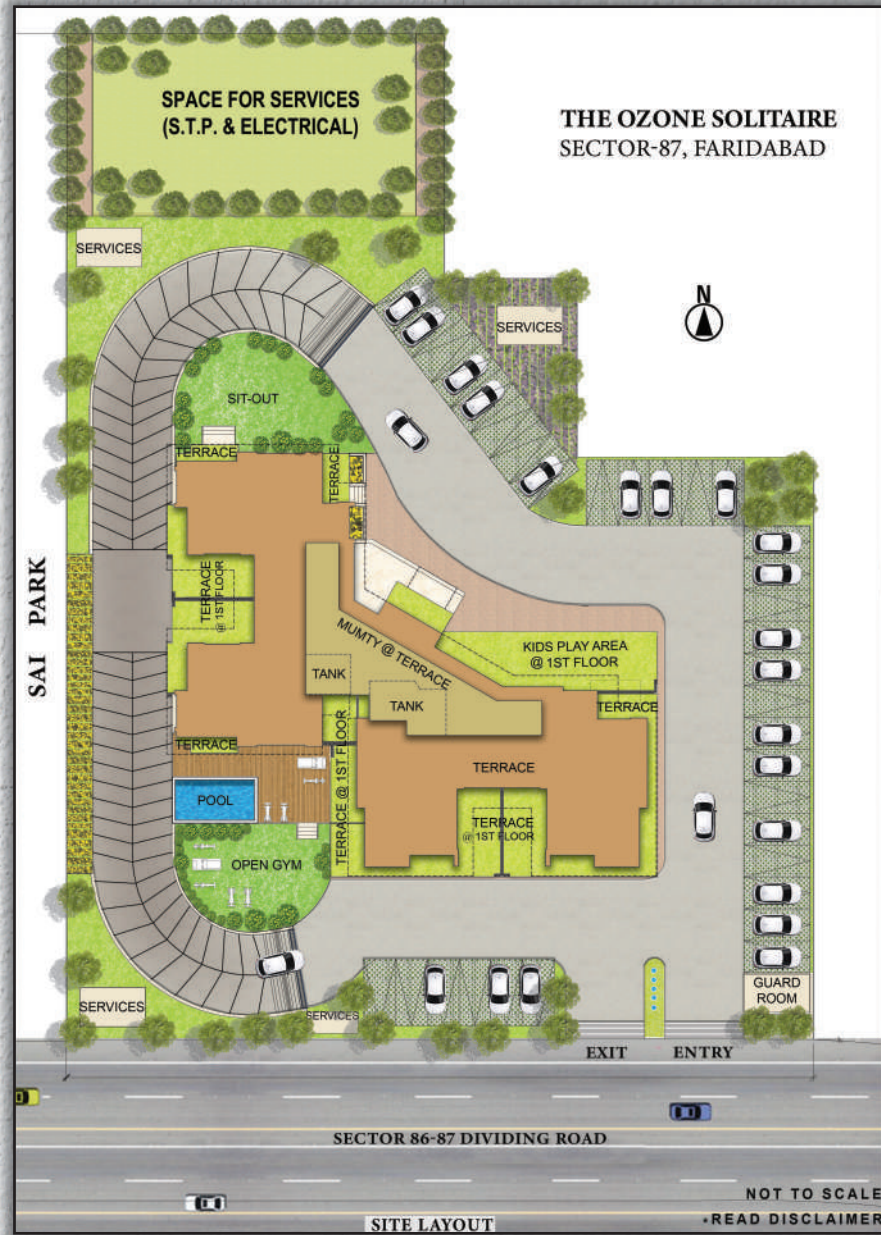 SPACE FOR SERVICES
(S.T.P. & ELECTRICAL)
THE OZONE SOLITAIRE
SECTOR-87, FARIDABAD
SERVICES
N
SERVICES
SIT-OUT
TERRACE
TERRACE
SAI PARK
TERRACE
@ 1ST FLOOR
MUMTY @ TERRACE
KIDS PLAY AREA
@ 1ST FLOOR
TANK
TANK
TERRACE
TERRACE
TERRACE @ 1ST FLOOR
TERRACE
POOL
TERRACE
@ 1ST FLOOR
OPEN GYM
GUARD
ROOM
SERVICES
SERVICES
EXIT
ENTRY
SECTOR 86-87 DIVIDING ROAD
NOT TO SCALE
•READ DISCLAIMER
SITE LAYOUT